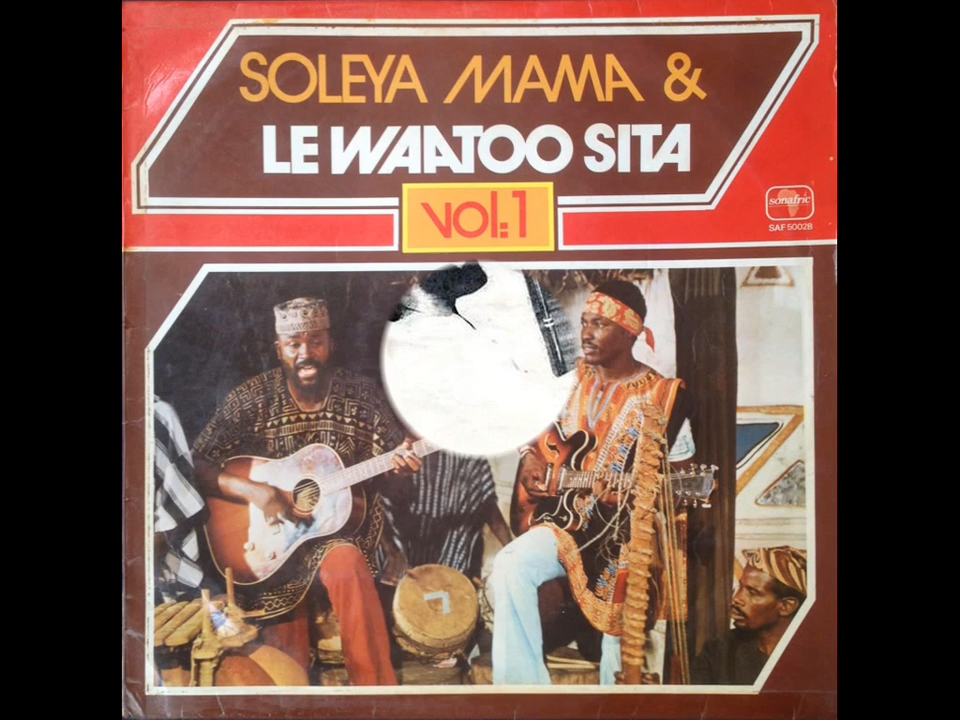 SOLEYA MAMA &
LE WAATOO SITA
VOL:1
sonafric
SAF 50028